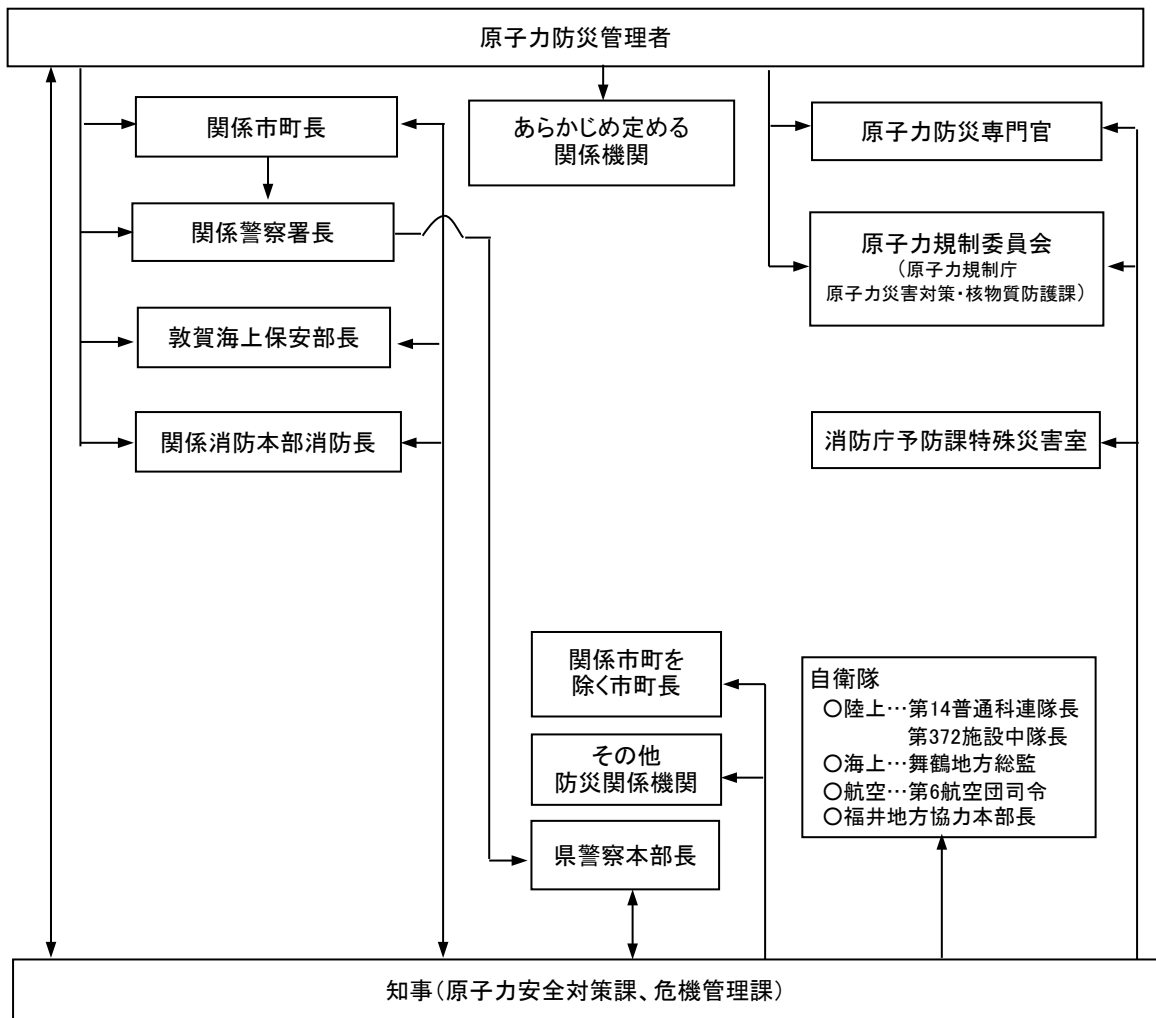 原子力防災管理者
関係市町長
あらかじめ定める
関係機関
原子力防災専門官
関係警察署長
原子力規制委員会
（原子力規制庁
原子力災害対策・核物質防護課）
敦賀海上保安部長
関係消防本部消防長
消防庁予防課特殊災害室
関係市町を
除く市町長
その他
防災関係機関
県警察本部長
自衛隊
○陸上…第14普通科連隊長
第372施設中隊長
○海上…舞鶴地方総監
○航空…第6航空団司令
○福井地方協力本部長
知事（原子力安全対策課、危機管理課）